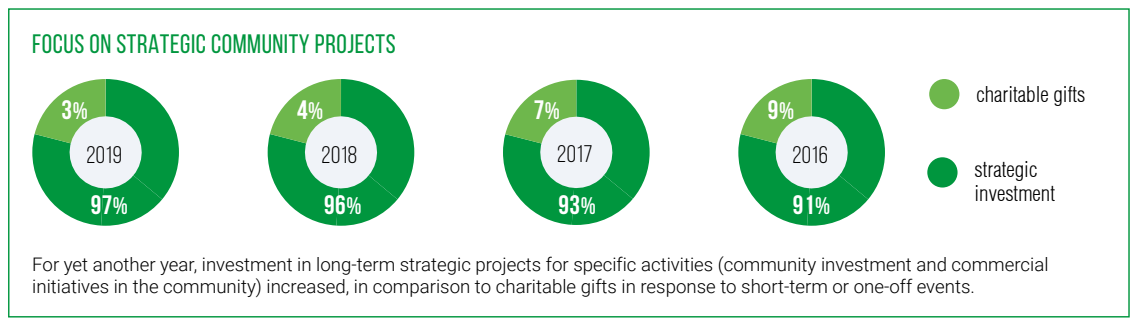 FOCUS ON STRATEGIC COMMUNITY PROJECTS
3%
2019
97%
4%
2018
96%
7%
2017
93%
9%
2016
91%
charitable gifts
strategic
investment
For yet another year, investment in long-term strategic projects for specific activities (community investment and commercial
initiatives in the community) increased, in comparison to charitable gifts in response to short-term or one-off events.